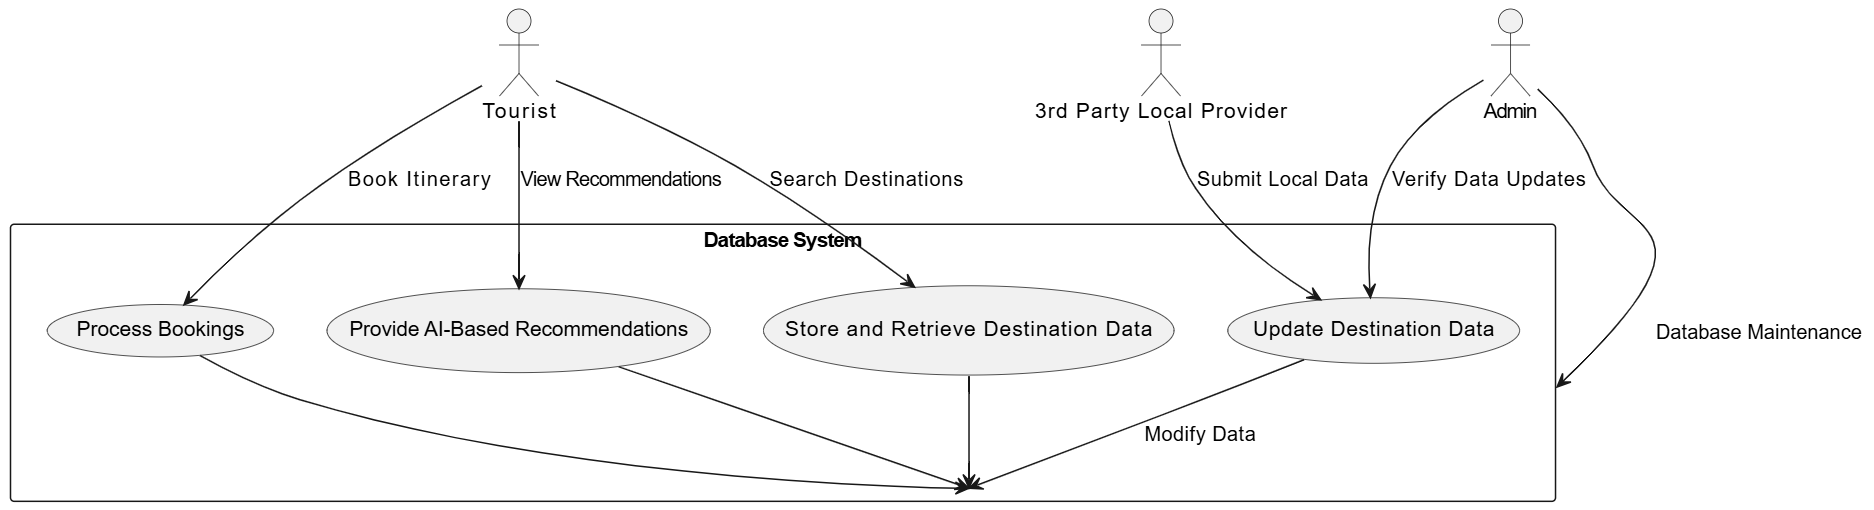 Tourist
3rd Party Local Provider
Admin
Book Itinerary
View Recommendations
Search Destinations
Submit Local Data
Verify Data Updates
Database System
Process Bookings
Provide AI-Based Recommendations
Store and Retrieve Destination Data
Update Destination Data
Database Maintenance
Modify Data